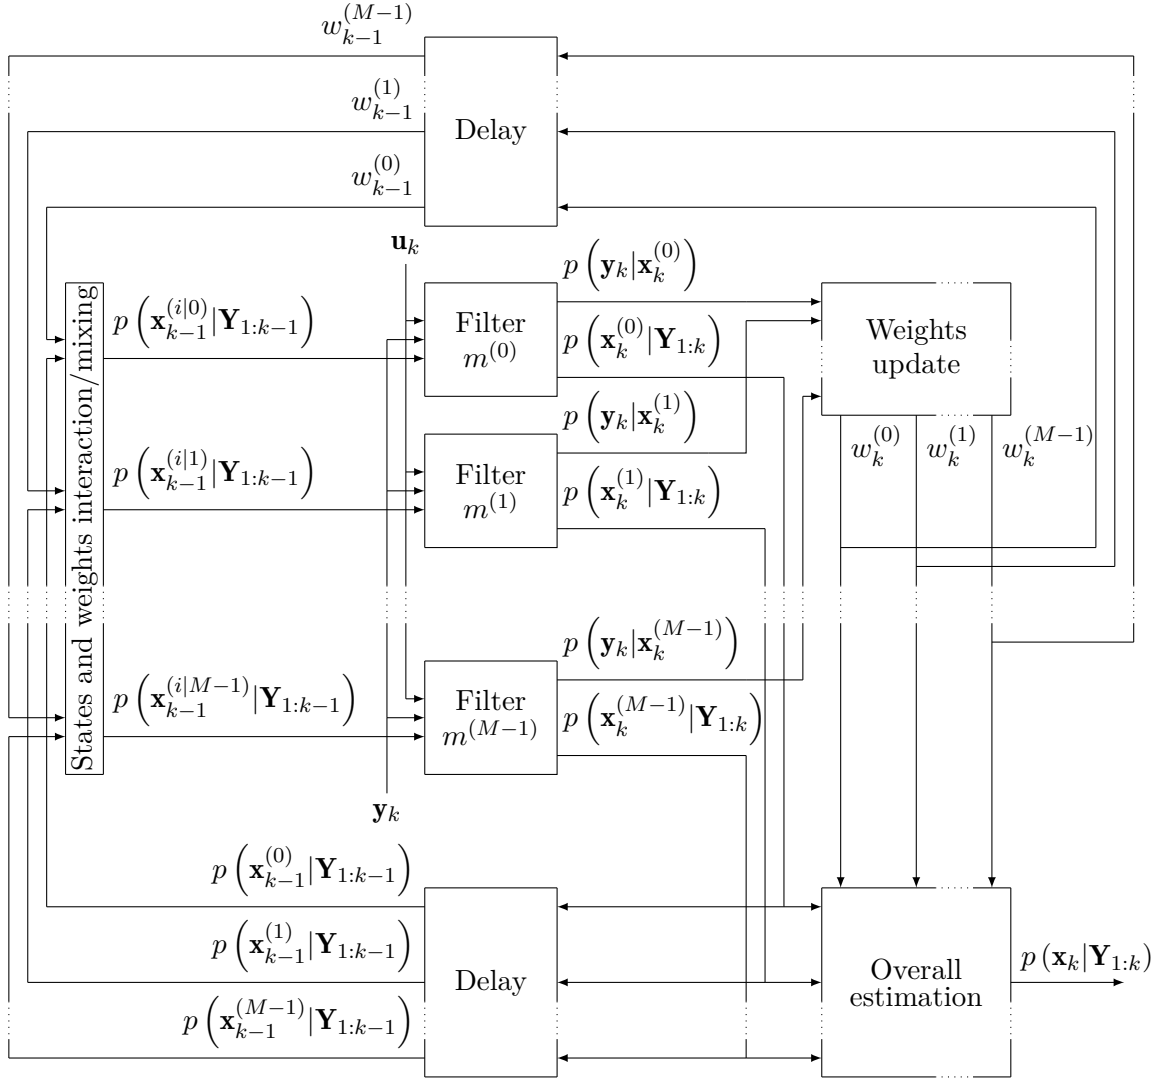 w_{k−1}^{(M−1)}
w_{k−1}^{(1)}
Delay
w_{k−1}^{(0)}
u_k
p(y_k|x_k^{(0)})
States and weights interaction/mixing
p(x_{k−1}^{(i|0)}|Y_{1:k−1})
Filter
m^{(0)}
p(x_k^{(0)}|Y_{1:k})
Weights
update
p(y_k|x_k^{(1)})
w_k^{(0)}
w_k^{(1)}
w_k^{(M−1)}
p(x_{k−1}^{(i|1)}|Y_{1:k−1})
Filter
m^{(1)}
p(x_k^{(1)}|Y_{1:k})
p(y_k|x_k^{(M−1)})
p(x_{k−1}^{(i|M−1)}|Y_{1:k−1})
Filter
m^{(M−1)}
p(x_k^{(M−1)}|Y_{1:k})
y_k
p(x_{k−1}^{(0)}|Y_{1:k−1})
p(x_{k−1}^{(1)}|Y_{1:k−1})
Delay
Overall
estimation
p(x_k|Y_{1:k})
p(x_{k−1}^{(M−1)}|Y_{1:k−1})